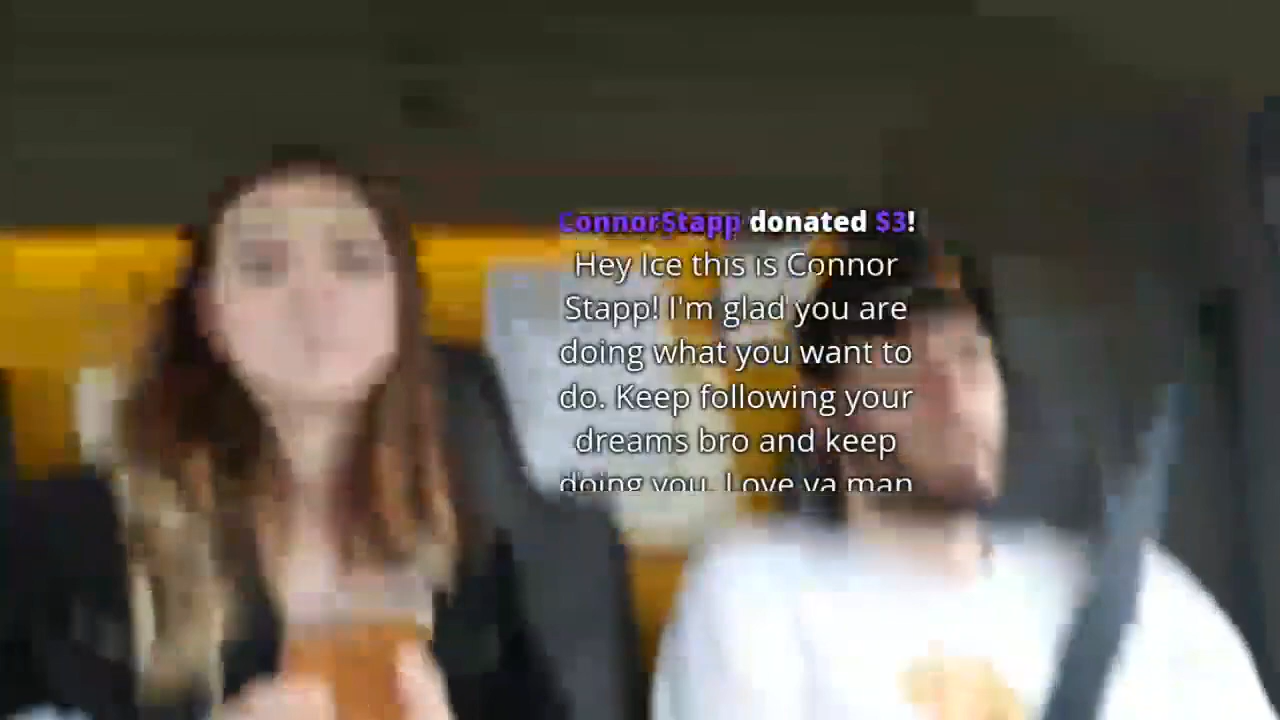 ConnorStapp donated $3!
Hey Ice this is Connor
Stapp! I'm glad you are
doing what you want to
do. Keep following your
dreams bro and keep
doing you. Love ya man